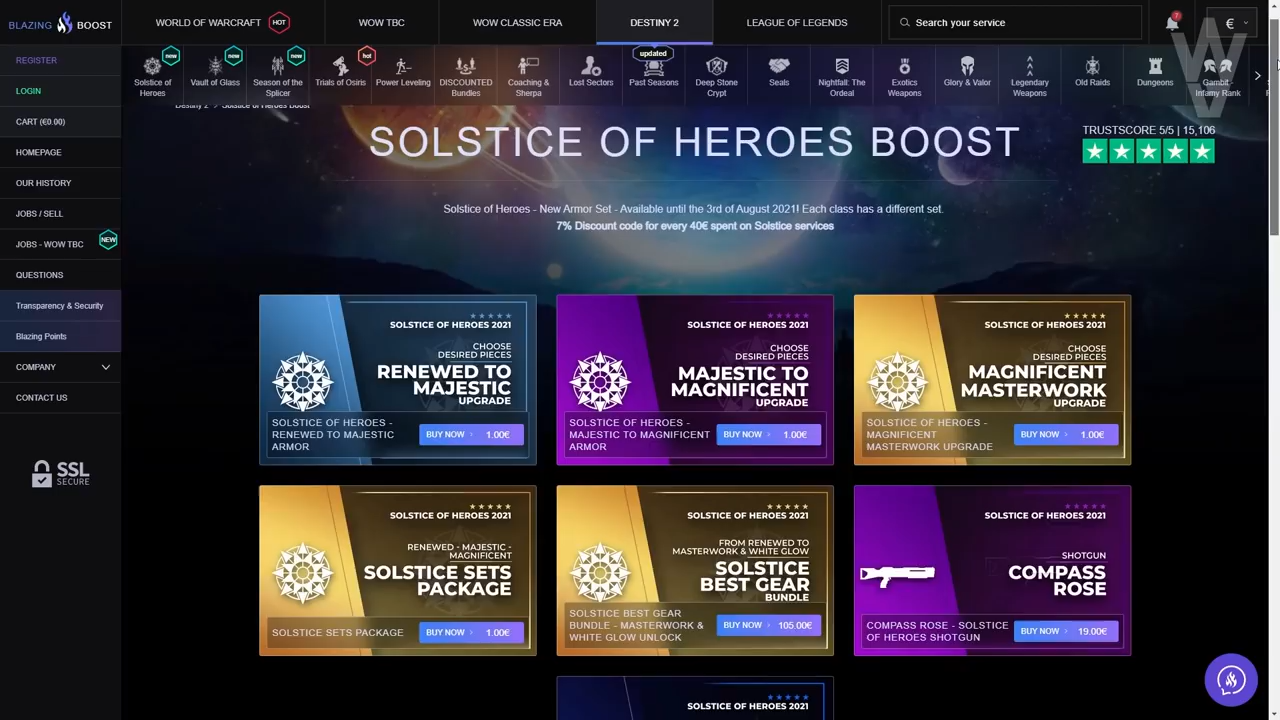 BLAZING BOOST
WORLD OF WARCRAFT HOT
WOW TBC
WOW CLASSIC ERA
DESTINY 2
LEAGUE OF LEGENDS
Search your service
7
€
W
REGISTER
LOGIN
CART (€0.00)
HOMEPAGE
OUR HISTORY
JOBS / SELL
JOBS - WOW TBC NEW
QUESTIONS
Transparency & Security
Blazing Points
COMPANY
CONTACT US
SSL
SECURE
new
Solstice of
Heroes
new
Vault of Glass
new
Season of the
Splicer
hot
Trials of Osiris
Power Leveling
DISCOUNTED
Bundles
Coaching &
Sherpa
Lost Sectors
updated
Past Seasons
Deep Stone
Crypt
Seals
Nightfall: The
Ordeal
Exotics
Weapons
Glory & Valor
Legendary
Weapons
Old Raids
Dungeons
Gambit -
Infamy Rank
Destiny 2 > Solstice of Heroes Boost
SOLSTICE OF HEROES BOOST
TRUSTSCORE 5/5 | 15,106
Solstice of Heroes - New Armor Set - Available until the 3rd of August 2021! Each class has a different set.
7% Discount code for every 40€ spent on Solstice services
SOLSTICE OF HEROES 2021
CHOOSE
DESIRED PIECES
RENEWED TO
MAJESTIC
UPGRADE
SOLSTICE OF HEROES -
RENEWED TO MAJESTIC
ARMOR
BUY NOW > 1.00€
SOLSTICE OF HEROES 2021
CHOOSE
DESIRED PIECES
MAJESTIC TO
MAGNIFICENT
UPGRADE
SOLSTICE OF HEROES -
MAJESTIC TO MAGNIFICENT
ARMOR
BUY NOW > 1.00€
SOLSTICE OF HEROES 2021
CHOOSE
DESIRED PIECES
MAGNIFICENT
MASTERWORK
UPGRADE
SOLSTICE OF HEROES -
MAGNIFICENT
MASTERWORK UPGRADE
BUY NOW > 1.00€
SOLSTICE OF HEROES 2021
RENEWED - MAJESTIC -
MAGNIFICENT
SOLSTICE SETS
PACKAGE
SOLSTICE SETS PACKAGE
BUY NOW > 1.00€
SOLSTICE OF HEROES 2021
FROM RENEWED TO
MASTERWORK & WHITE GLOW
SOLSTICE
BEST GEAR
BUNDLE
SOLSTICE BEST GEAR
BUNDLE - MASTERWORK &
WHITE GLOW UNLOCK
BUY NOW > 105.00€
SOLSTICE OF HEROES 2021
SHOTGUN
COMPASS
ROSE
COMPASS ROSE - SOLSTICE
OF HEROES SHOTGUN
BUY NOW > 19.00€
SOLSTICE OF HEROES 2021